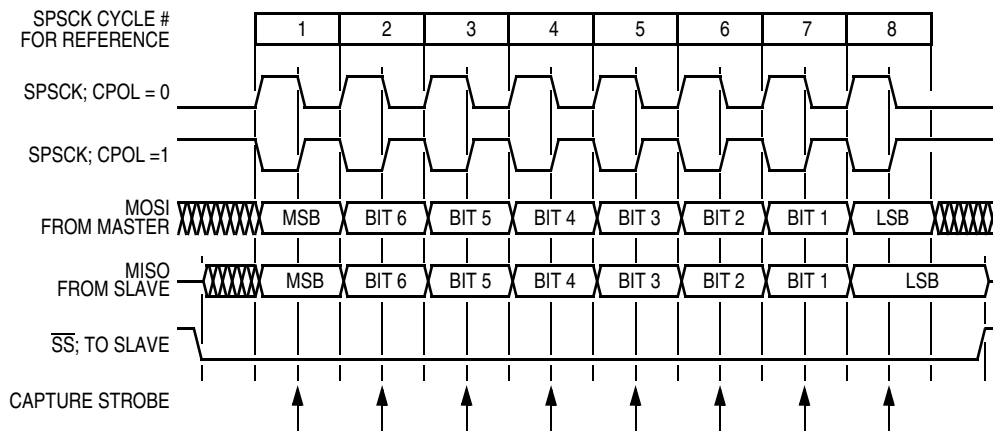 SPSCK CYCLE #
FOR REFERENCE
1 2 3 4 5 6 7 8
SPSCK; CPOL = 0
SPSCK; CPOL =1
MOSI
FROM MASTER
MSB BIT 6 BIT 5 BIT 4 BIT 3 BIT 2 BIT 1 LSB
MISO
FROM SLAVE
MSB BIT 6 BIT 5 BIT 4 BIT 3 BIT 2 BIT 1 LSB
S̅S̅; TO SLAVE
CAPTURE STROBE